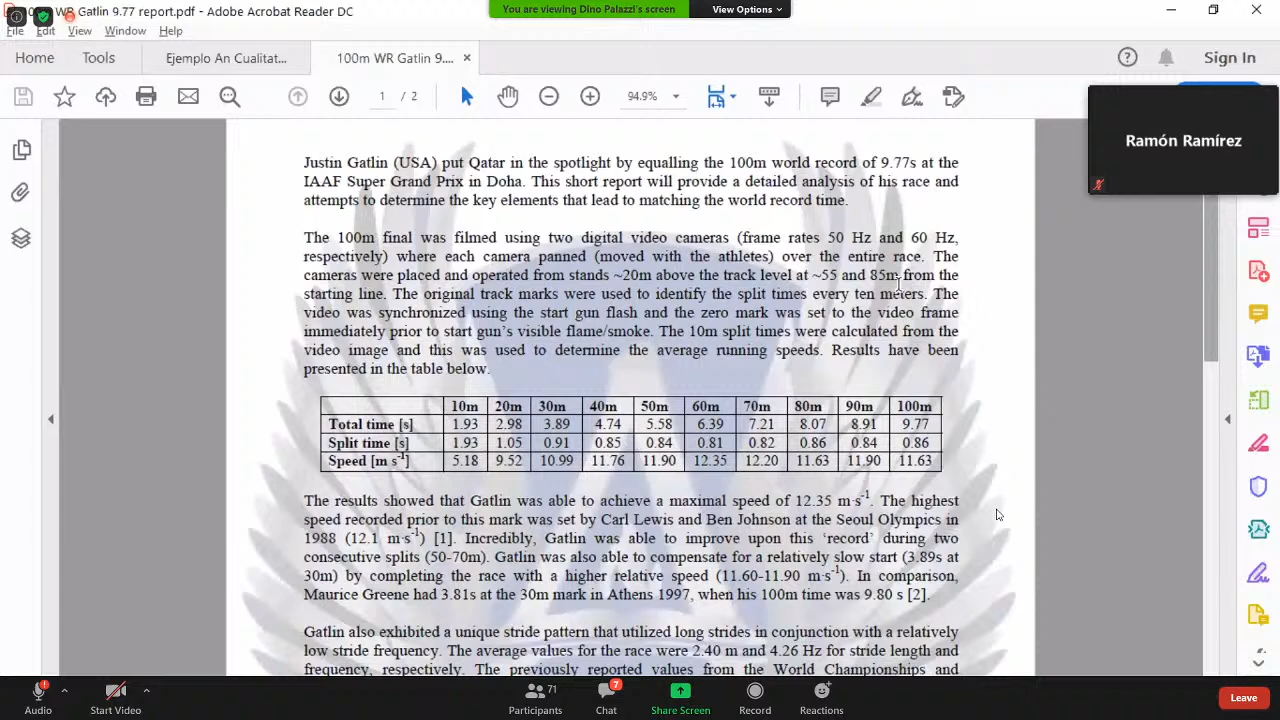 100m WR Gatlin 9.77 report.pdf - Adobe Acrobat Reader DC
You are viewing Dino Palazzi's screen
View Options
File Edit View Window Help
Home Tools Ejemplo An Cualitat... 100m WR Gatlin 9.... ×
Sign In
1 / 2
94.9%
Ramón Ramírez
Justin Gatlin (USA) put Qatar in the spotlight by equalling the 100m world record of 9.77s at the
IAAF Super Grand Prix in Doha. This short report will provide a detailed analysis of his race and
attempts to determine the key elements that lead to matching the world record time.
The 100m final was filmed using two digital video cameras (frame rates 50 Hz and 60 Hz,
respectively) where each camera panned (moved with the athletes) over the entire race. The
cameras were placed and operated from stands ~20m above the track level at ~55 and 85m from the
starting line. The original track marks were used to identify the split times every ten meters. The
video was synchronized using the start gun flash and the zero mark was set to the video frame
immediately prior to start gun's visible flame/smoke. The 10m split times were calculated from the
video image and this was used to determine the average running speeds. Results have been
presented in the table below.
10m 20m 30m 40m 50m 60m 70m 80m 90m 100m
Total time [s] 1.93 2.98 3.89 4.74 5.58 6.39 7.21 8.07 8.91 9.77
Split time [s] 1.93 1.05 0.91 0.85 0.84 0.81 0.82 0.86 0.84 0.86
Speed [m s⁻¹] 5.18 9.52 10.99 11.76 11.90 12.35 12.20 11.63 11.90 11.63
The results showed that Gatlin was able to achieve a maximal speed of 12.35 m·s⁻¹. The highest
speed recorded prior to this mark was set by Carl Lewis and Ben Johnson at the Seoul Olympics in
1988 (12.1 m·s⁻¹) [1]. Incredibly, Gatlin was able to improve upon this 'record' during two
consecutive splits (50-70m). Gatlin was also able to compensate for a relatively slow start (3.89s at
30m) by completing the race with a higher relative speed (11.60-11.90 m·s⁻¹). In comparison,
Maurice Greene had 3.81s at the 30m mark in Athens 1997, when his 100m time was 9.80 s [2].
Gatlin also exhibited a unique stride pattern that utilized long strides in conjunction with a relatively
low stride frequency. The average values for the race were 2.40 m and 4.26 Hz for stride length and
frequency, respectively. The previously reported values from the World Championships and
Audio Start Video Participants 71 Chat 7 Share Screen Record Reactions Leave